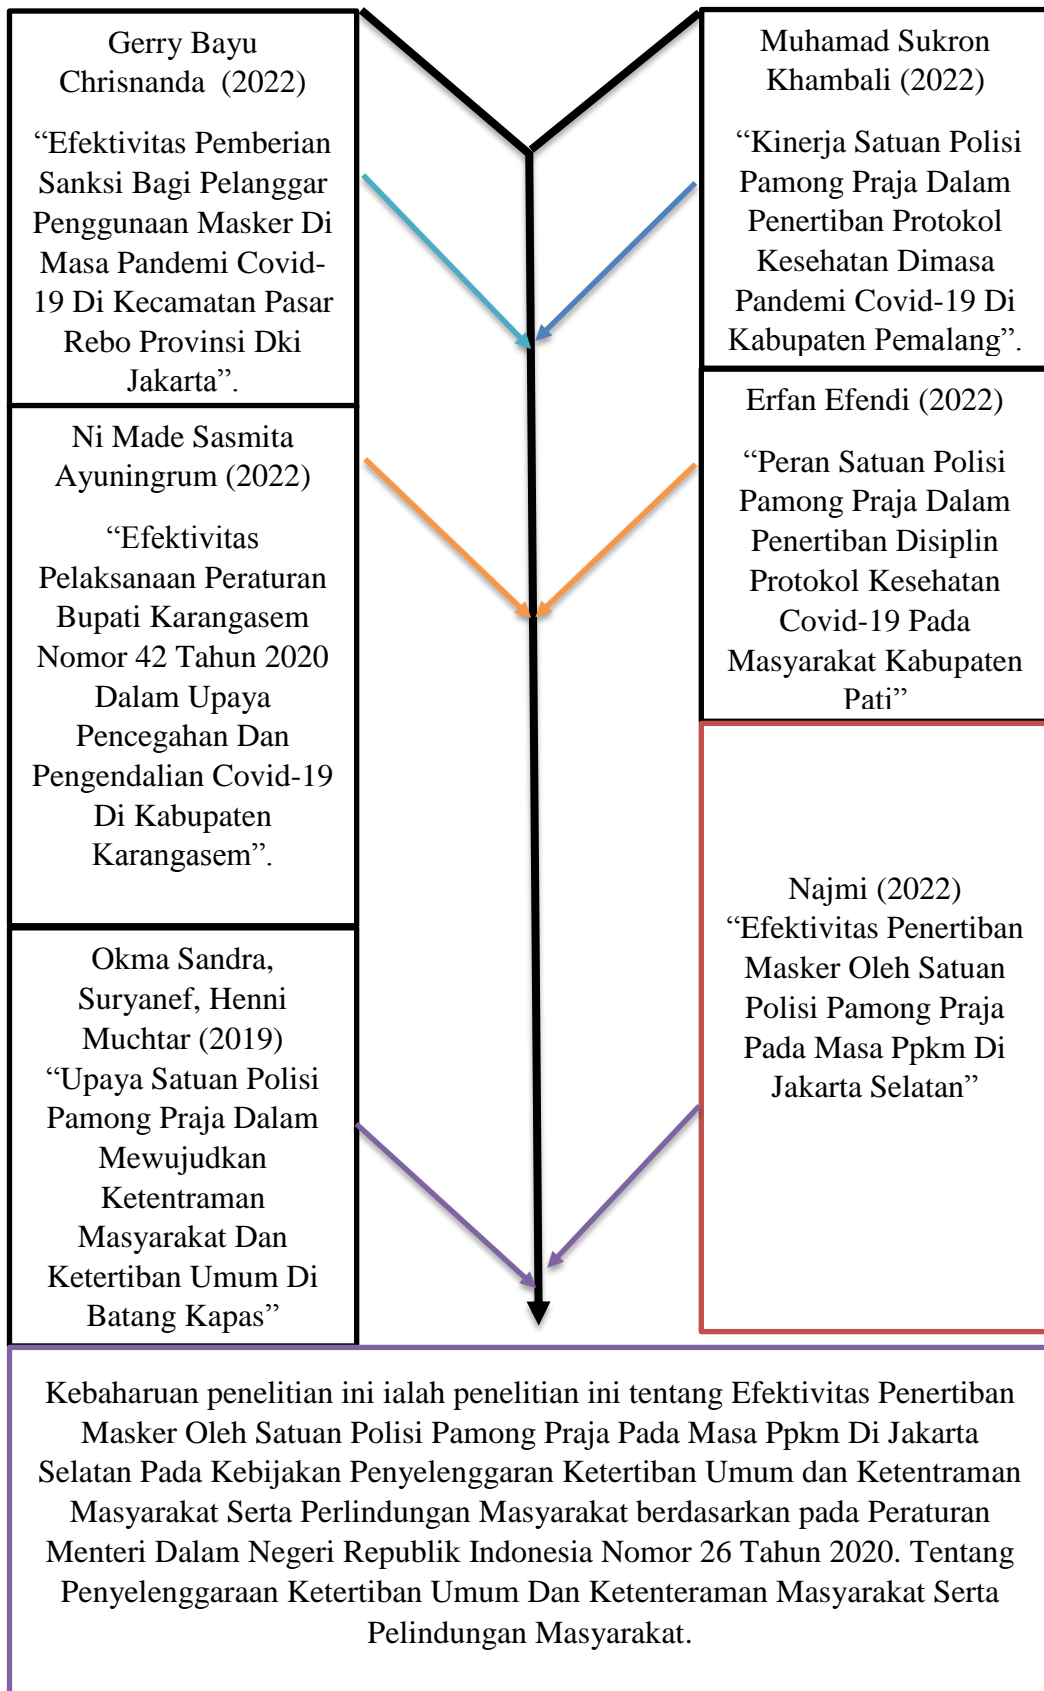 Gerry Bayu
Chrisnanda (2022)
“Efektivitas Pemberian
Sanksi Bagi Pelanggar
Penggunaan Masker Di
Masa Pandemi Covid-
19 Di Kecamatan Pasar
Rebo Provinsi Dki
Jakarta”.
Ni Made Sasmita
Ayuningrum (2022)
“Efektivitas
Pelaksanaan Peraturan
Bupati Karangasem
Nomor 42 Tahun 2020
Dalam Upaya
Pencegahan Dan
Pengendalian Covid-19
Di Kabupaten
Karangasem”.
Okma Sandra,
Suryanef, Henni
Muchtar (2019)
“Upaya Satuan Polisi
Pamong Praja Dalam
Mewujudkan
Ketentraman
Masyarakat Dan
Ketertiban Umum Di
Batang Kapas”
Muhamad Sukron
Khambali (2022)
“Kinerja Satuan Polisi
Pamong Praja Dalam
Penertiban Protokol
Kesehatan Dimasa
Pandemi Covid-19 Di
Kabupaten Pemalang”.
Erfan Efendi (2022)
“Peran Satuan Polisi
Pamong Praja Dalam
Penertiban Disiplin
Protokol Kesehatan
Covid-19 Pada
Masyarakat Kabupaten
Pati”
Najmi (2022)
“Efektivitas Penertiban
Masker Oleh Satuan
Polisi Pamong Praja
Pada Masa Ppkm Di
Jakarta Selatan”
Kebaharuan penelitian ini ialah penelitian ini tentang Efektivitas Penertiban
Masker Oleh Satuan Polisi Pamong Praja Pada Masa Ppkm Di Jakarta
Selatan Pada Kebijakan Penyelenggaran Ketertiban Umum dan Ketentraman
Masyarakat Serta Perlindungan Masyarakat berdasarkan pada Peraturan
Menteri Dalam Negeri Republik Indonesia Nomor 26 Tahun 2020. Tentang
Penyelenggaraan Ketertiban Umum Dan Ketenteraman Masyarakat Serta
Pelindungan Masyarakat.